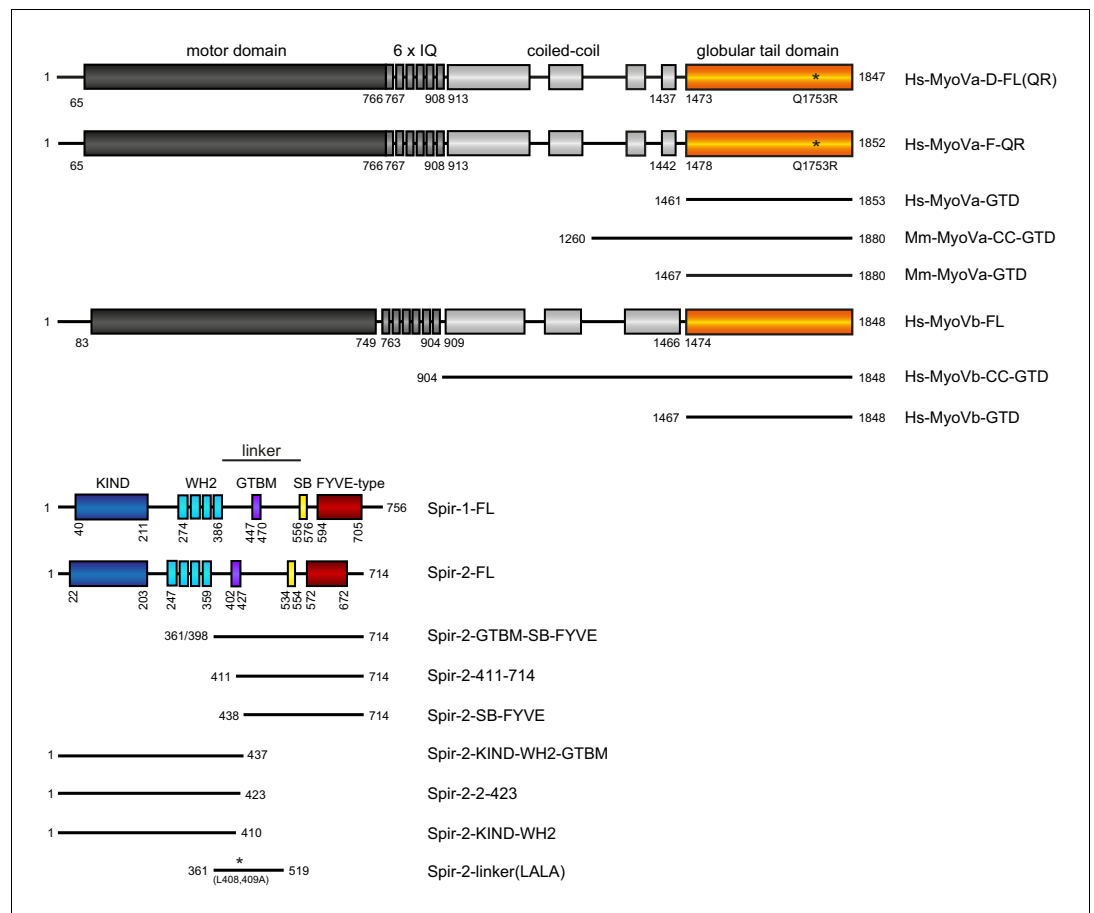 motor domain 6 x IQ coiled-coil globular tail domain
1 * 1847 Hs-MyoVa-D-FL(QR)
65 766 767 908 913 1437 1473 Q1753R
1 * 1852 Hs-MyoVa-F-QR
65 766 767 908 913 1442 1478 Q1753R
1461 1853 Hs-MyoVa-GTD
1260 1880 Mm-MyoVa-CC-GTD
1467 1880 Mm-MyoVa-GTD
1 1848 Hs-MyoVb-FL
83 749 763 904 909 1466 1474
904 1848 Hs-MyoVb-CC-GTD
1467 1848 Hs-MyoVb-GTD
linker
KIND WH2 GTBM SB FYVE-type
1 756 Spir-1-FL
40 211 274 386 447 470 556 576 594 705
1 714 Spir-2-FL
22 203 247 359 402 427 534 554 572 672
361/398 714 Spir-2-GTBM-SB-FYVE
411 714 Spir-2-411-714
438 714 Spir-2-SB-FYVE
1 437 Spir-2-KIND-WH2-GTBM
1 423 Spir-2-2-423
1 410 Spir-2-KIND-WH2
*
361 519 Spir-2-linker(LALA)
(L408,409A)